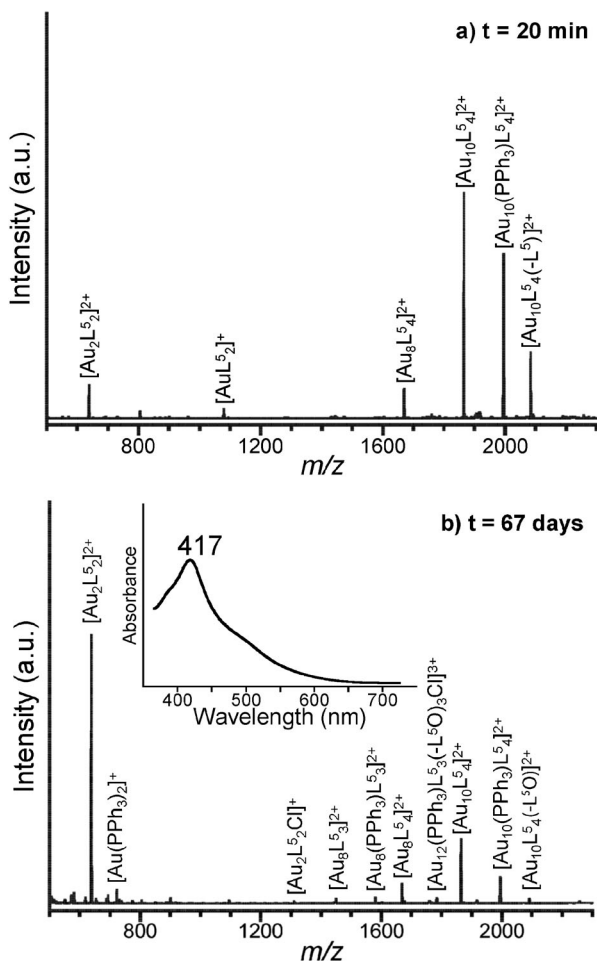 a) t = 20 min
Intensity (a.u.)
[Au₂L⁵₂]²⁺
[AuL⁵₂]⁺
[Au₈L⁵₄]²⁺
[Au₁₀L⁵₄]²⁺
[Au₁₀(PPh₃)L⁵₄]²⁺
[Au₁₀L⁵₄(-L⁵)]²⁺
800 1200 1600 2000
m/z
b) t = 67 days
Intensity (a.u.)
[Au₂L⁵₂]²⁺
[Au(PPh₃)₂]⁺
417
Absorbance
400 500 600 700
Wavelength (nm)
[Au₂L⁵₂Cl]⁺
[Au₈L⁵₃]²⁺
[Au₈(PPh₃)L⁵₃]²⁺
[Au₈L⁵₄]²⁺
[Au₁₂(PPh₃)L⁵₃(-L⁵O)₃Cl]³⁺
[Au₁₀L⁵₄]²⁺
[Au₁₀(PPh₃)L⁵₄]²⁺
[Au₁₀L⁵₄(-L⁵O)]²⁺
800 1200 1600 2000
m/z